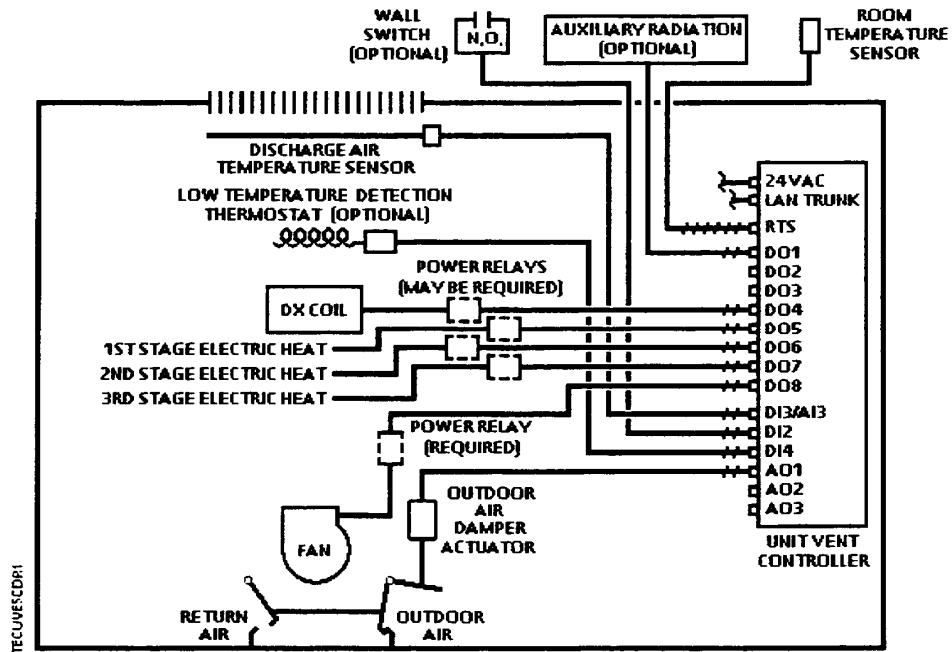 WALL
SWITCH
(OPTIONAL)
N.O.
AUXILIARY RADIATION
(OPTIONAL)
ROOM
TEMPERATURE
SENSOR
DISCHARGE AIR
TEMPERATURE SENSOR
LOW TEMPERATURE DETECTION
THERMOSTAT (OPTIONAL)
POWER RELAYS
(MAY BE REQUIRED)
DX COIL
1ST STAGE ELECTRIC HEAT
2ND STAGE ELECTRIC HEAT
3RD STAGE ELECTRIC HEAT
POWER RELAY
(REQUIRED)
24 VAC
LAN TRUNK
RTS
DO1
DO2
DO3
DO4
DO5
DO6
DO7
DO8
DI3/AI3
DI2
DI4
AO1
AO2
AO3
UNIT VENT
CONTROLLER
OUTDOOR
AIR
DAMPER
ACTUATOR
FAN
RETURN
AIR
OUTDOOR
AIR